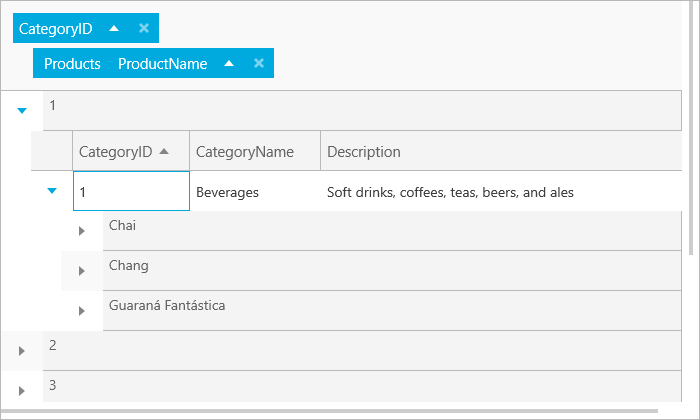 CategoryID
Products ProductName
1
CategoryID CategoryName Description
1 Beverages Soft drinks, coffees, teas, beers, and ales
Chai
Chang
Guaraná Fantástica
2
3